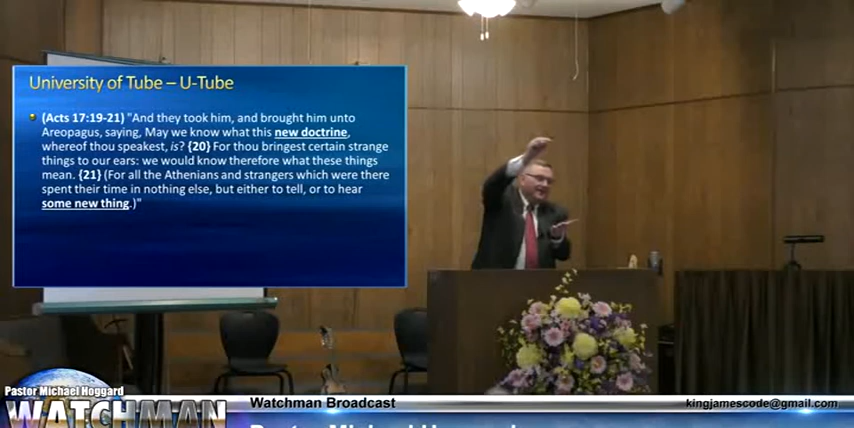 University of Tube – U-Tube
(Acts 17:19-21) "And they took him, and brought him unto
Areopagus, saying, May we know what this new doctrine,
whereof thou speakest, is? {20} For thou bringest certain strange
things to our ears: we would know therefore what these things
mean. {21} (For all the Athenians and strangers which were there
spent their time in nothing else, but either to tell, or to hear
some new thing.)"
Pastor Michael Hoggard
WATCHMAN
Watchman Broadcast
kingjamescode@gmail.com
Pastor Michael Hoggard